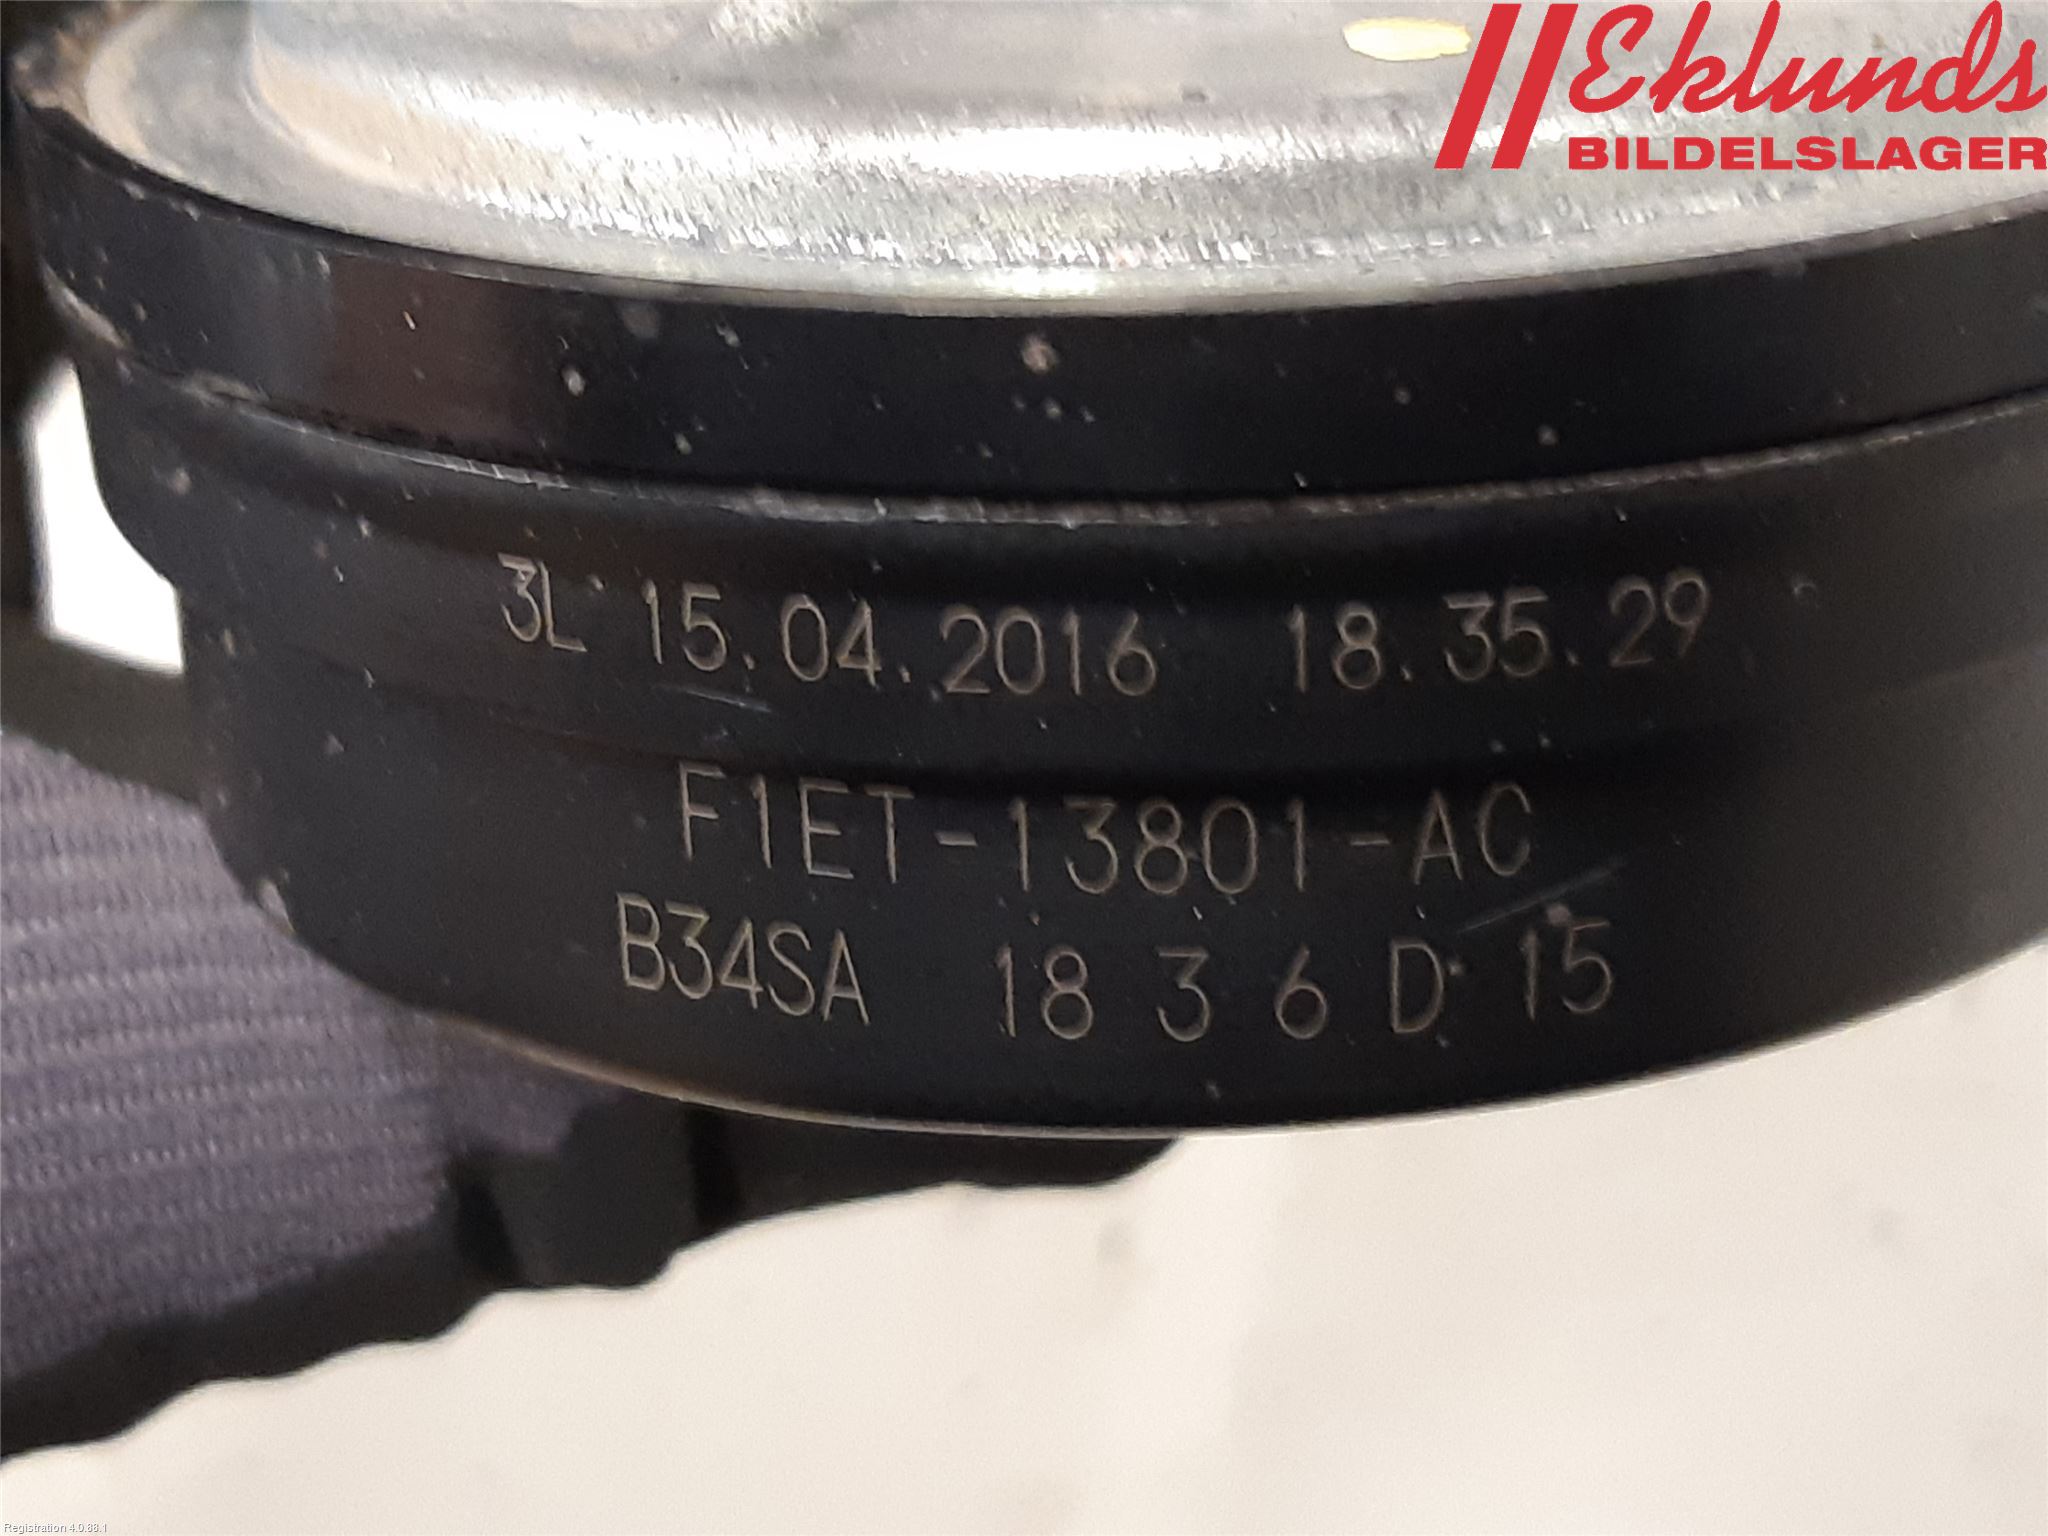 Eklunds
BILDELSLAGER
3L 15.04.2016 18.35.29
F1ET-13801-AC
B34SA 18 3 6 D 15
Registration 4.0.88.1